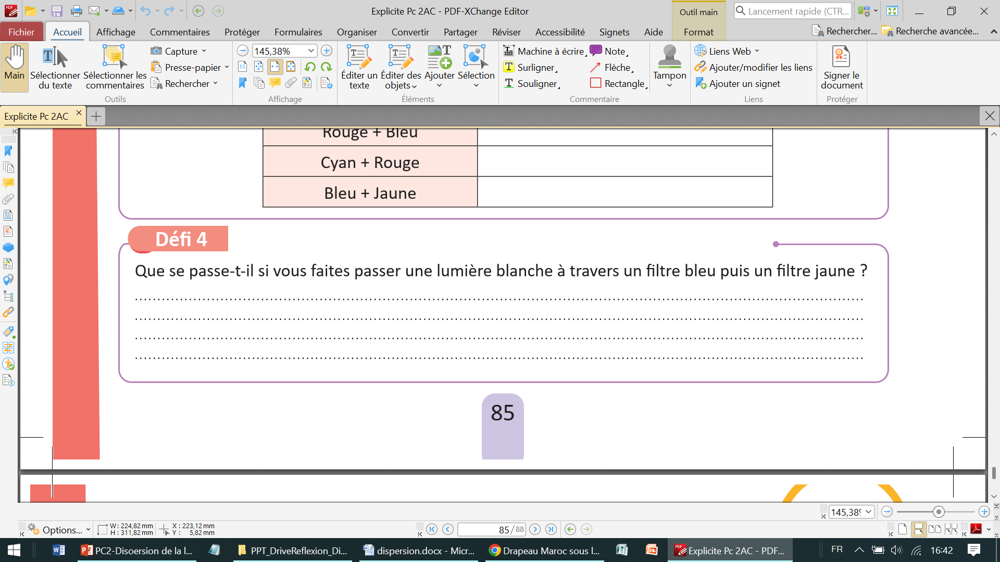 Explicite Pc 2AC - PDF-XChange Editor
Outil main
Lancement rapide (CTR...
Fichier
Accueil
Affichage
Commentaires
Protéger
Formulaires
Organiser
Convertir
Partager
Réviser
Accessibilité
Signets
Aide
Format
Rechercher...
Recherche avancée...
Main
Sélectionner du texte
Sélectionner les commentaires
Capture
Presse-papier
Rechercher
Outils
145,38%
Affichage
Éditer un texte
Éditer des objets
Ajouter
Sélection
Éléments
Machine à écrire
Surligner
Souligner
Note
Flèche
Rectangle
Commentaire
Tampon
Liens Web
Ajouter/modifier les liens
Ajouter un signet
Liens
Signer le document
Protéger
Explicite Pc 2AC
Rouge + Bleu
Cyan + Rouge
Bleu + Jaune
Défi 4
Que se passe-t-il si vous faites passer une lumière blanche à travers un filtre bleu puis un filtre jaune ?
85
145,38%
Options...
W : 224,82 mm
H : 311,82 mm
X : 223,12 mm
Y : 5,82 mm
85 / 88
PC2-Disoersion de la l...
PPT_DriveReflexion_Di...
dispersion.docx - Micr...
Drapeau Maroc sous l...
Explicite Pc 2AC - PDF...
FR
16:42